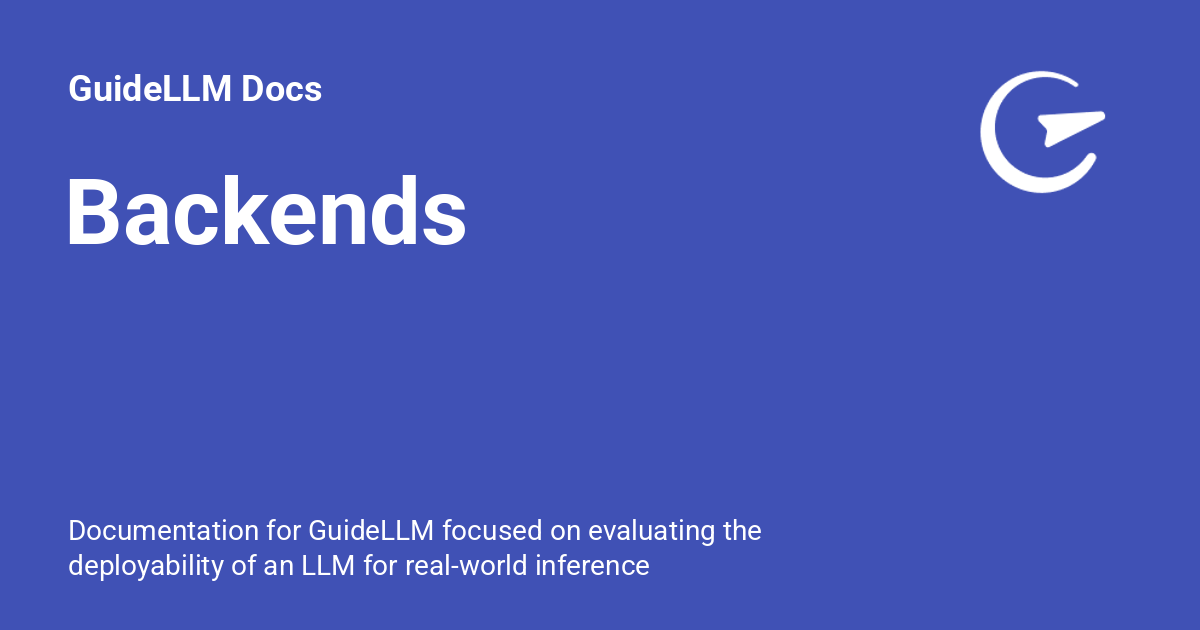 GuideLLM Docs
Backends
Documentation for GuideLLM focused on evaluating the
deployability of an LLM for real-world inference